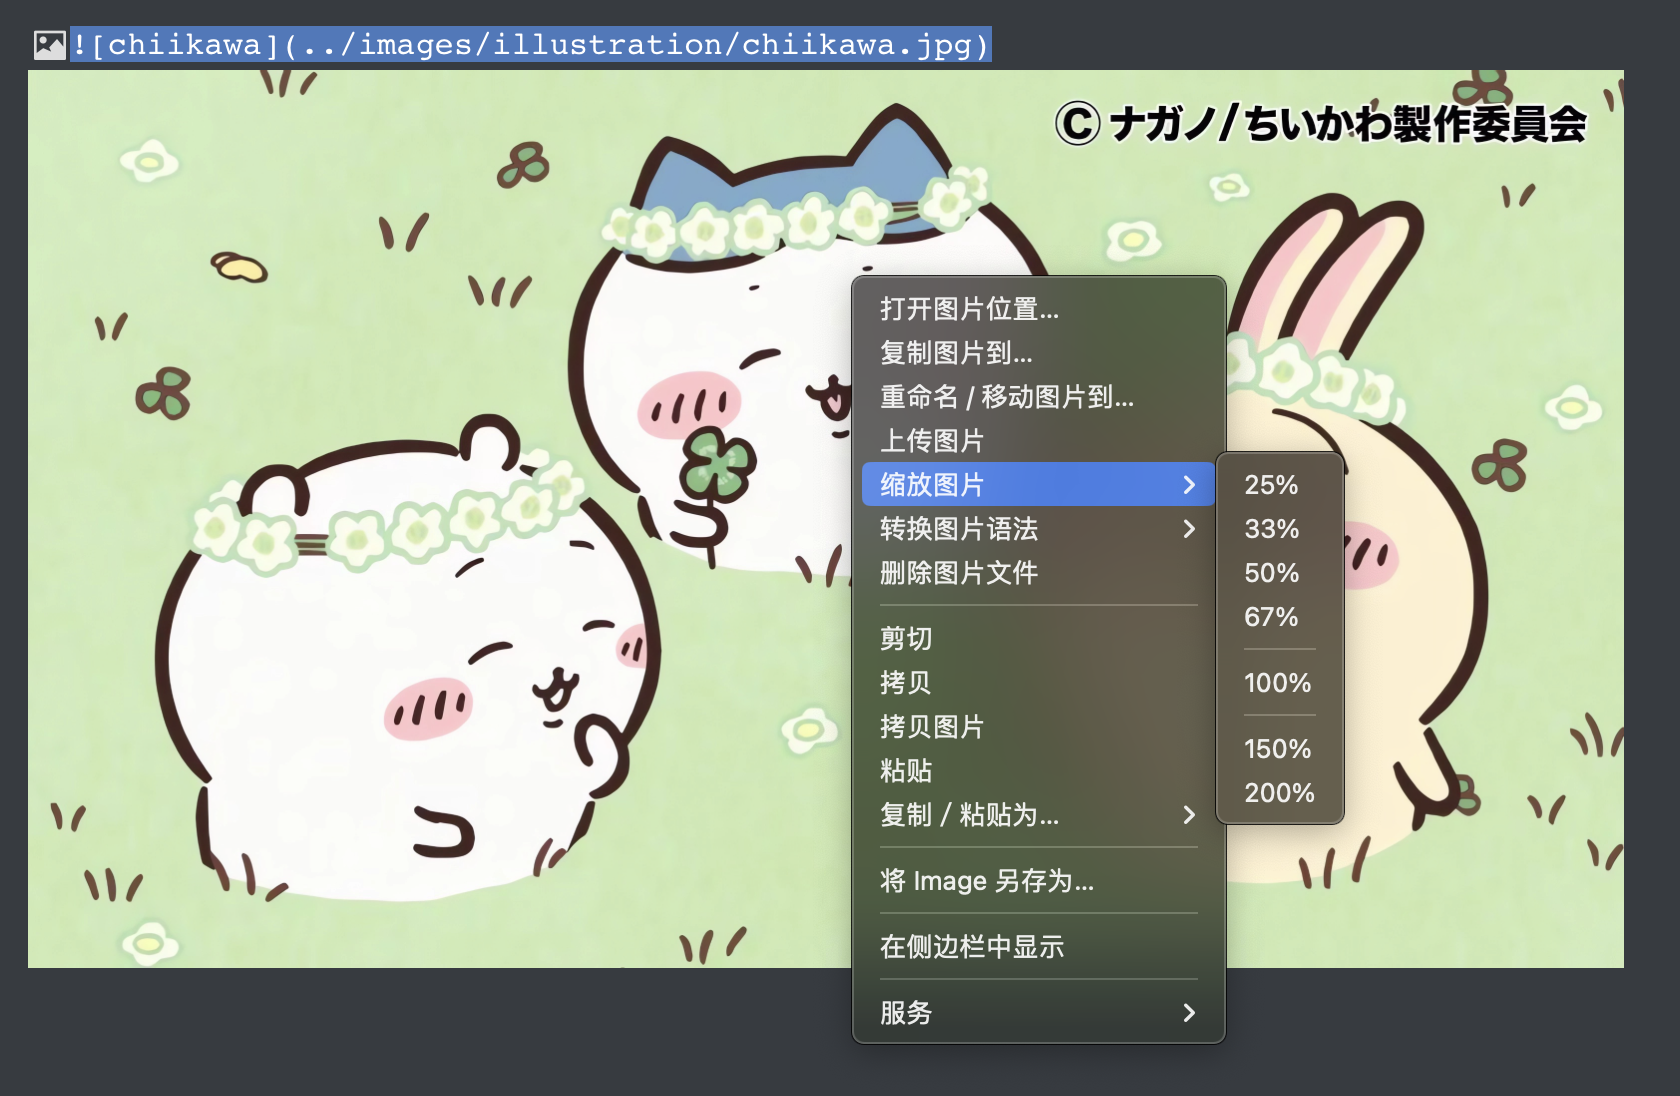 ![chiikawa](../images/illustration/chiikawa.jpg)
Ⓒナガノ/ちいかわ製作委員会
打开图片位置...
复制图片到...
重命名 / 移动图片到...
上传图片
缩放图片
转换图片语法
删除图片文件
剪切
拷贝
拷贝图片
粘贴
复制 / 粘贴为...
将 Image 另存为...
在侧边栏中显示
服务
25%
33%
50%
67%
100%
150%
200%